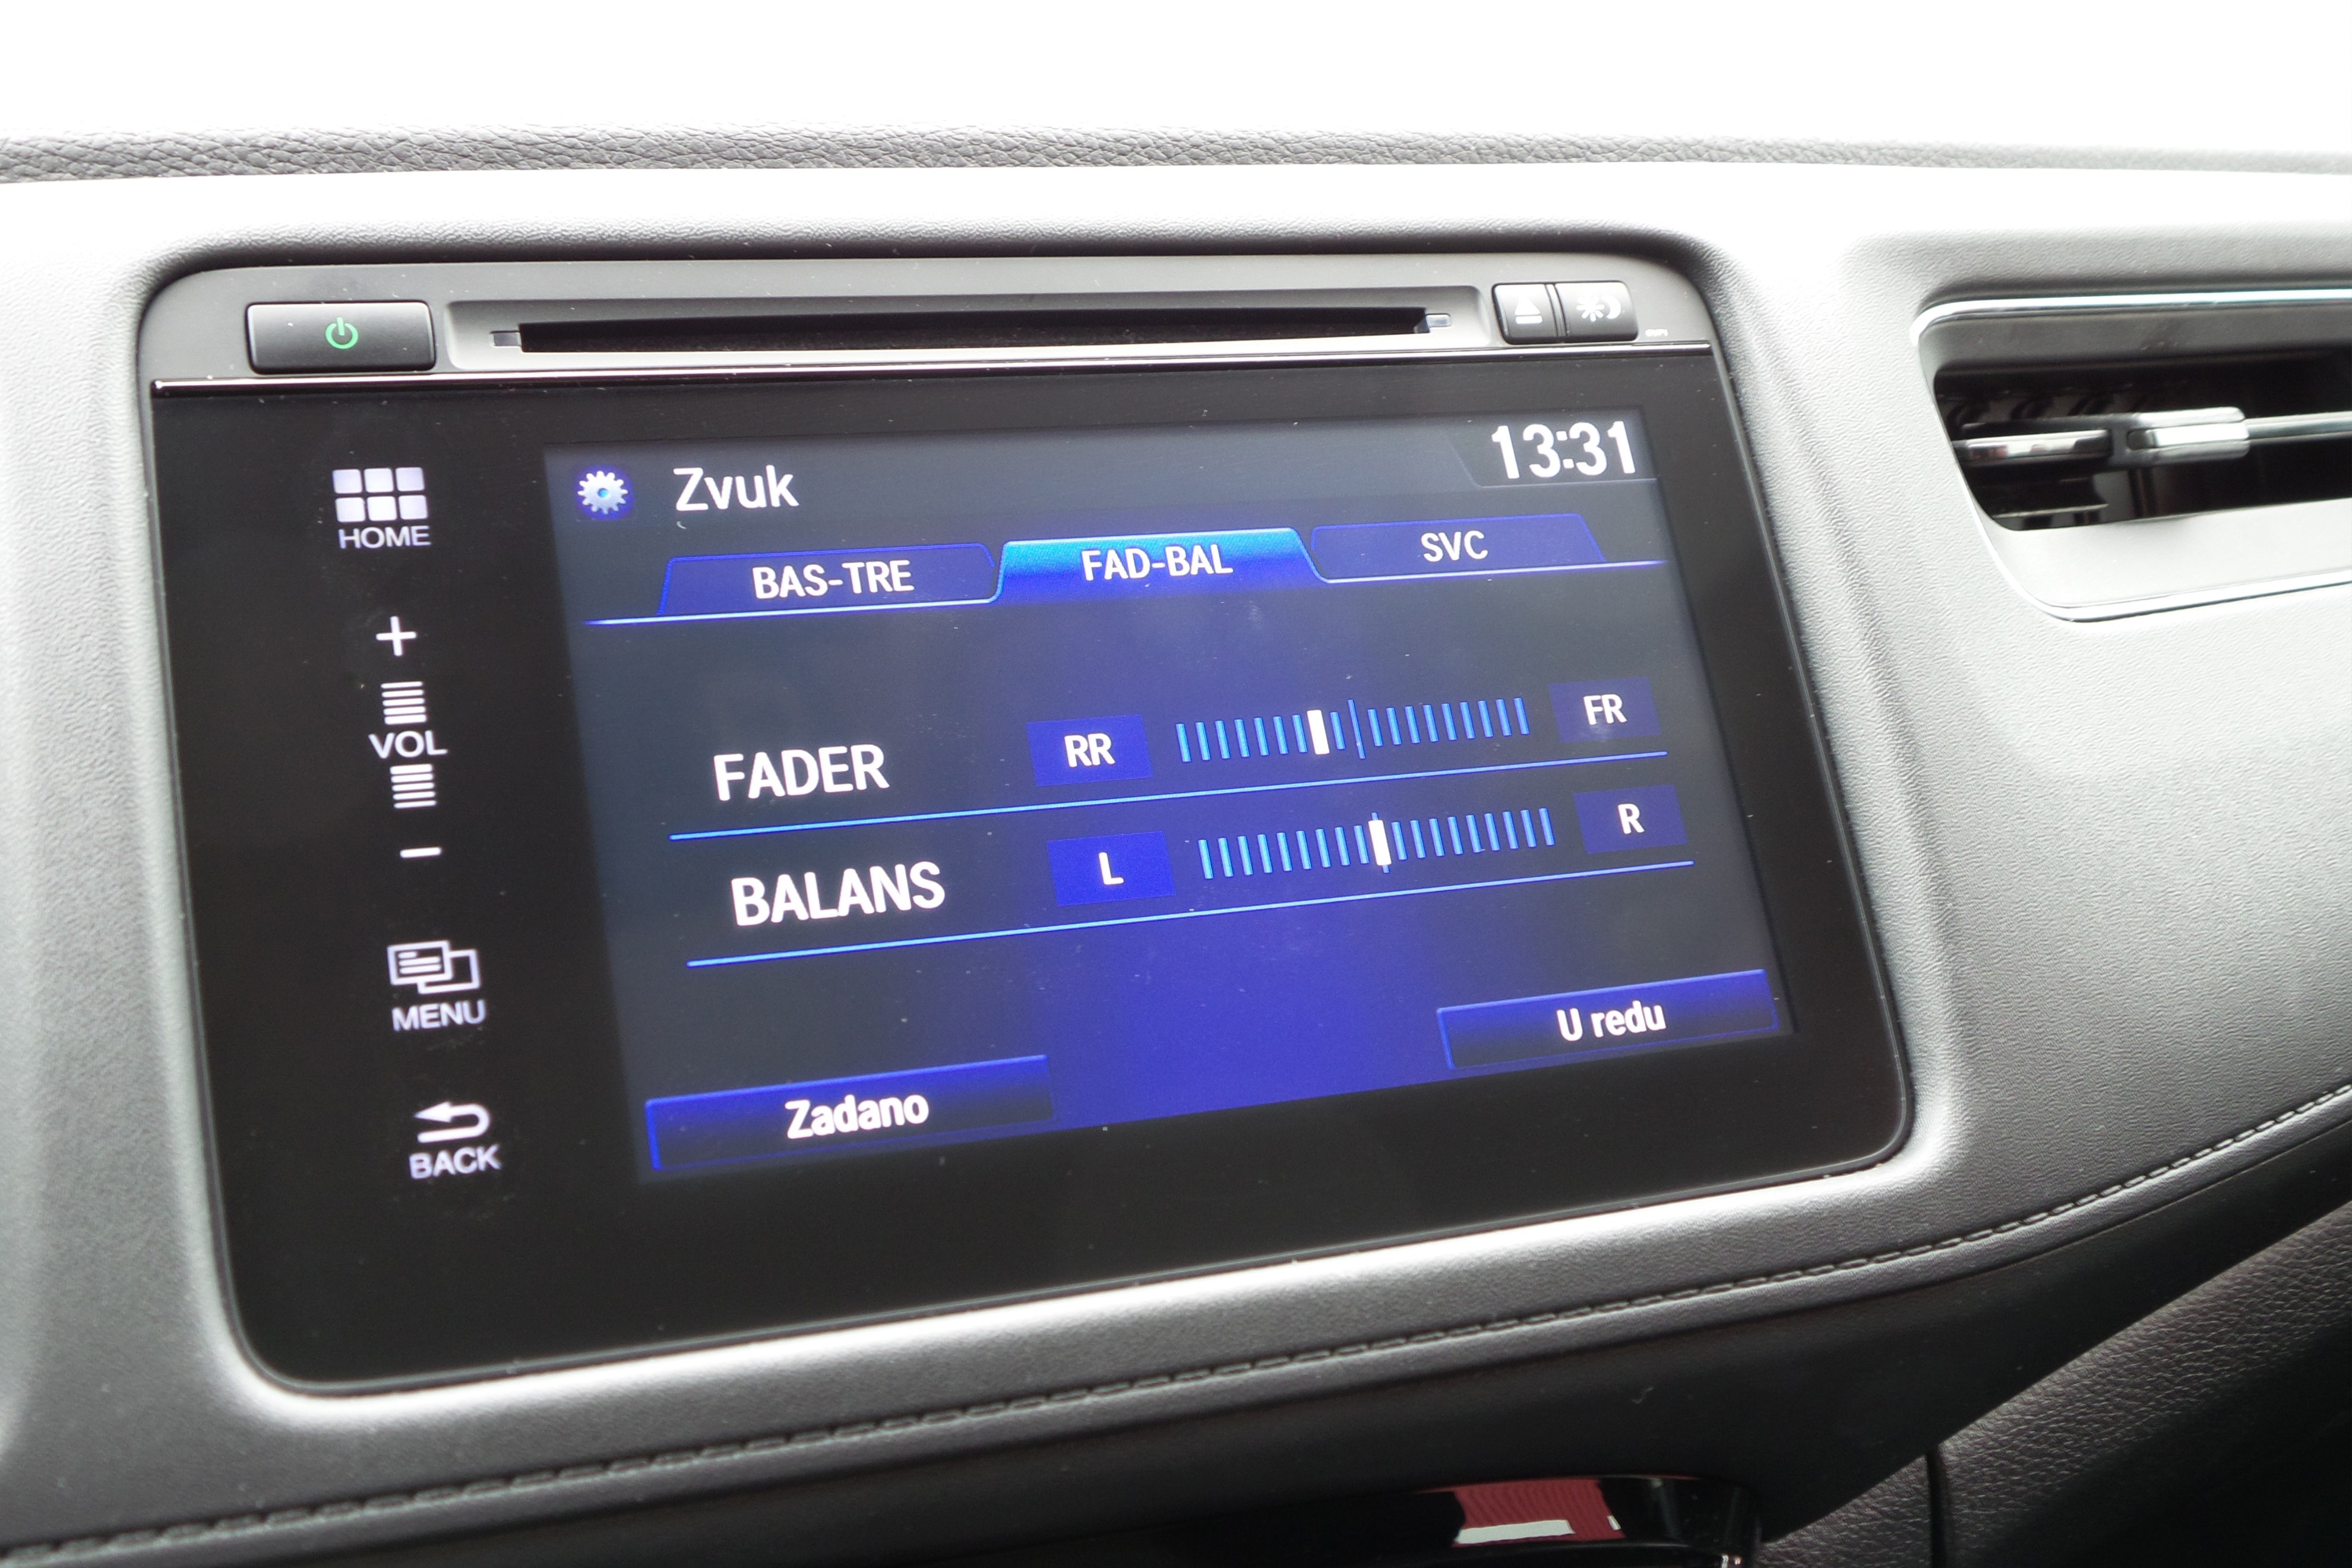 Zvuk
13:31
BAS-TRE
FAD-BAL
SVC
FADER
RR
FR
BALANS
L
R
U redu
Zadano
HOME
+
VOL
−
MENU
BACK